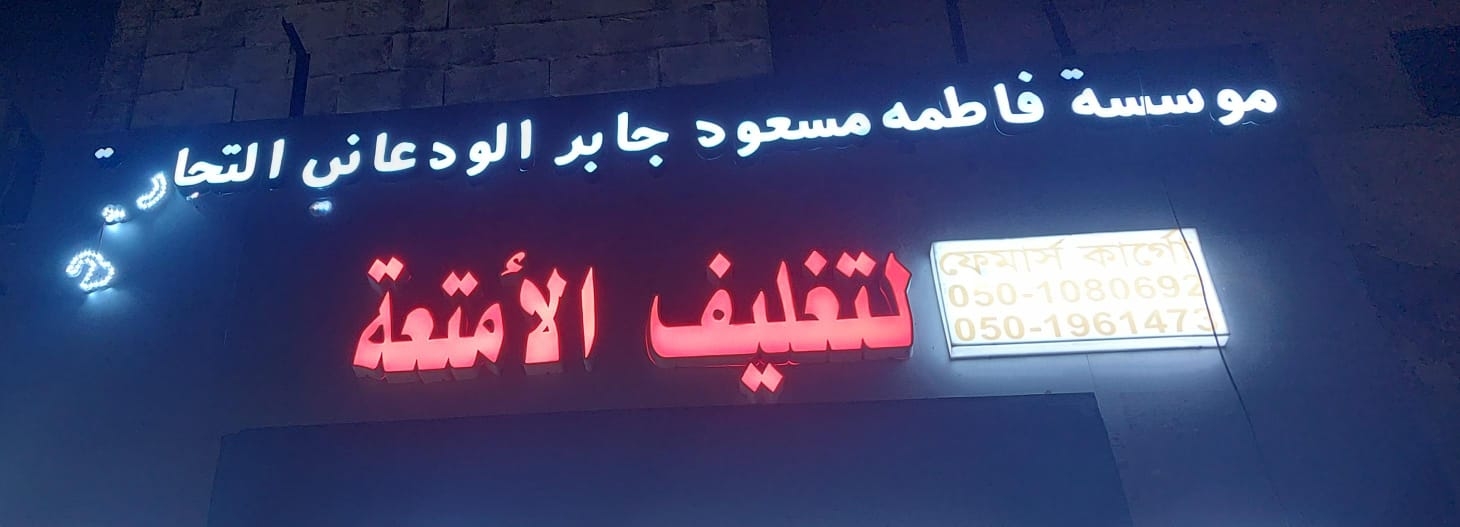 موسسة فاطمه مسعود جابر الودعاني التجارية
لتغليف الأمتعة
ফেমার্স কার্গো
050-1080692
050-1961473